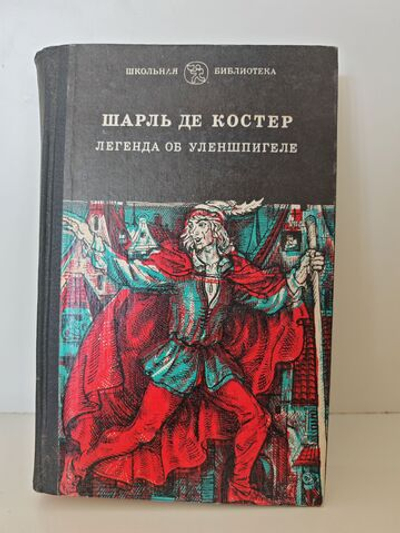 ШКОЛЬНАЯ БИБЛИОТЕКА
ШАРЛЬ ДЕ КОСТЕР
ЛЕГЕНДА ОБ УЛЕНШПИГЕЛЕ